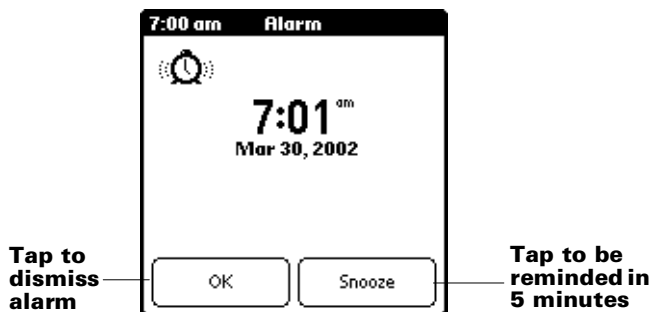 7:00 am Alarm
7:01 am
Mar 30, 2002
Tap to
dismiss
alarm
OK
Snooze
Tap to be
reminded in
5 minutes